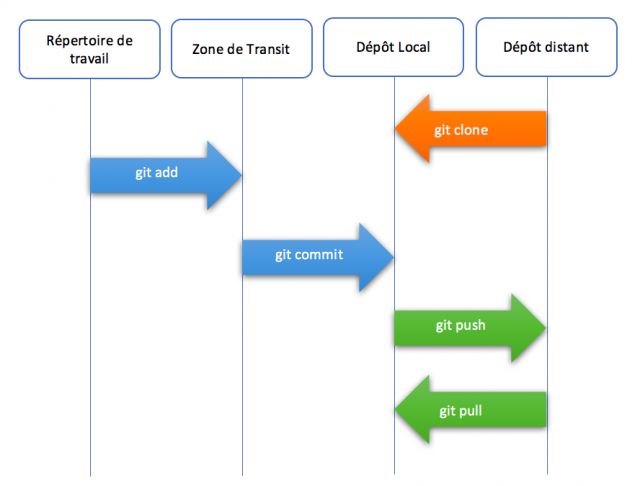 Répertoire de
travail
Zone de Transit
Dépôt Local
Dépôt distant
git clone
git add
git commit
git push
git pull